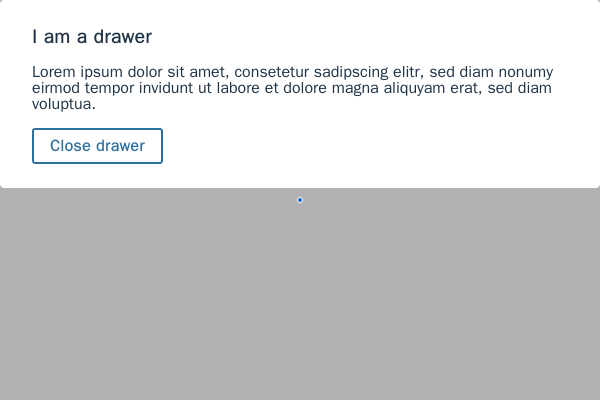 I am a drawer
Lorem ipsum dolor sit amet, consetetur sadipscing elitr, sed diam nonumy
eirmod tempor invidunt ut labore et dolore magna aliquyam erat, sed diam
voluptua.
Close drawer